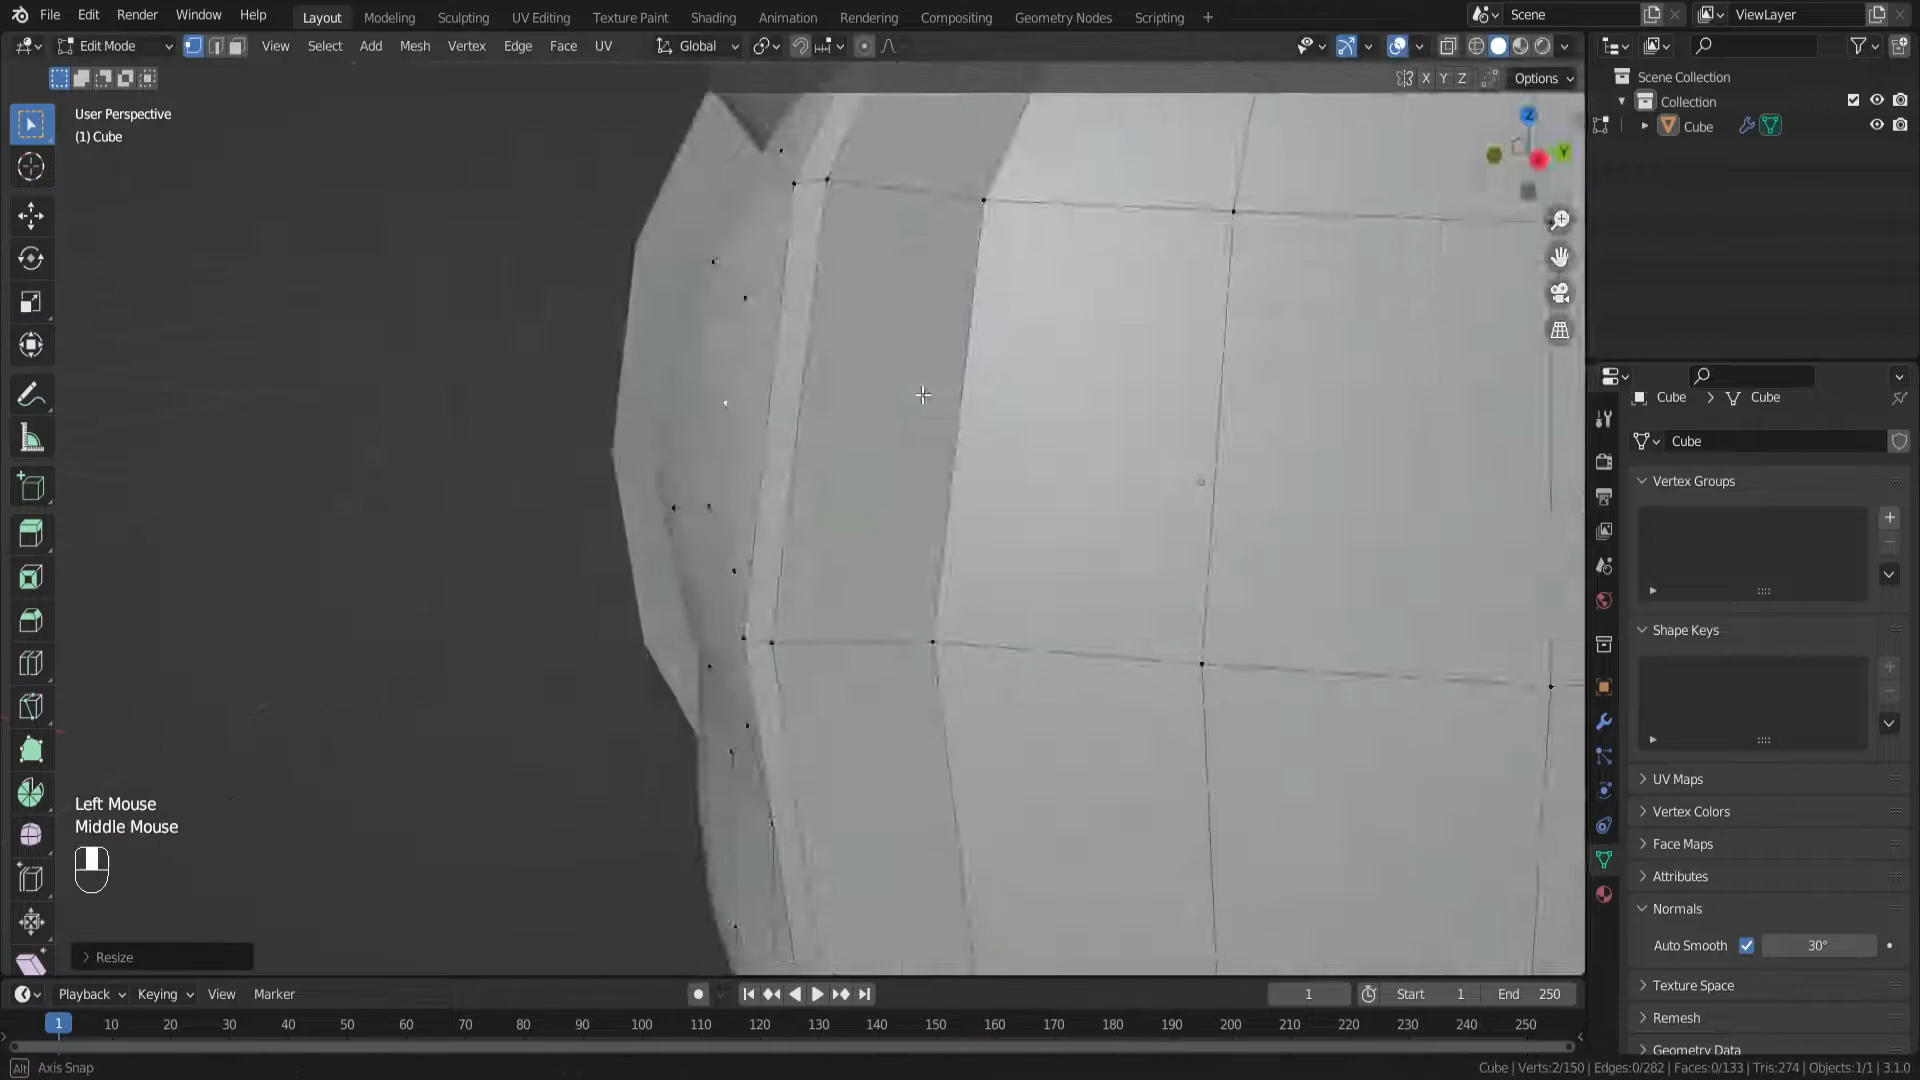 File Edit Render Window Help Layout Modeling Sculpting UV Editing Texture Paint Shading Animation Rendering Compositing Geometry Nodes Scripting + Scene ViewLayer
Edit Mode View Select Add Mesh Vertex Edge Face UV Global
X Y Z Options
Scene Collection
Collection
Cube
User Perspective
(1) Cube
Z
Y
Cube > Cube
Cube
Vertex Groups
Shape Keys
UV Maps
Vertex Colors
Face Maps
Attributes
Normals
Auto Smooth 30°
Texture Space
Remesh
Geometry Data
Left Mouse
Middle Mouse
> Resize
Playback Keying View Marker 1 Start 1 End 250
1 10 20 30 40 50 60 70 80 90 100 110 120 130 140 150 160 170 180 190 200 210 220 230 240 250
Alt Axis Snap Cube | Verts:2/150 | Edges:0/282 | Faces:0/133 | Tris:274 | Objects:1/1 | 3.1.0